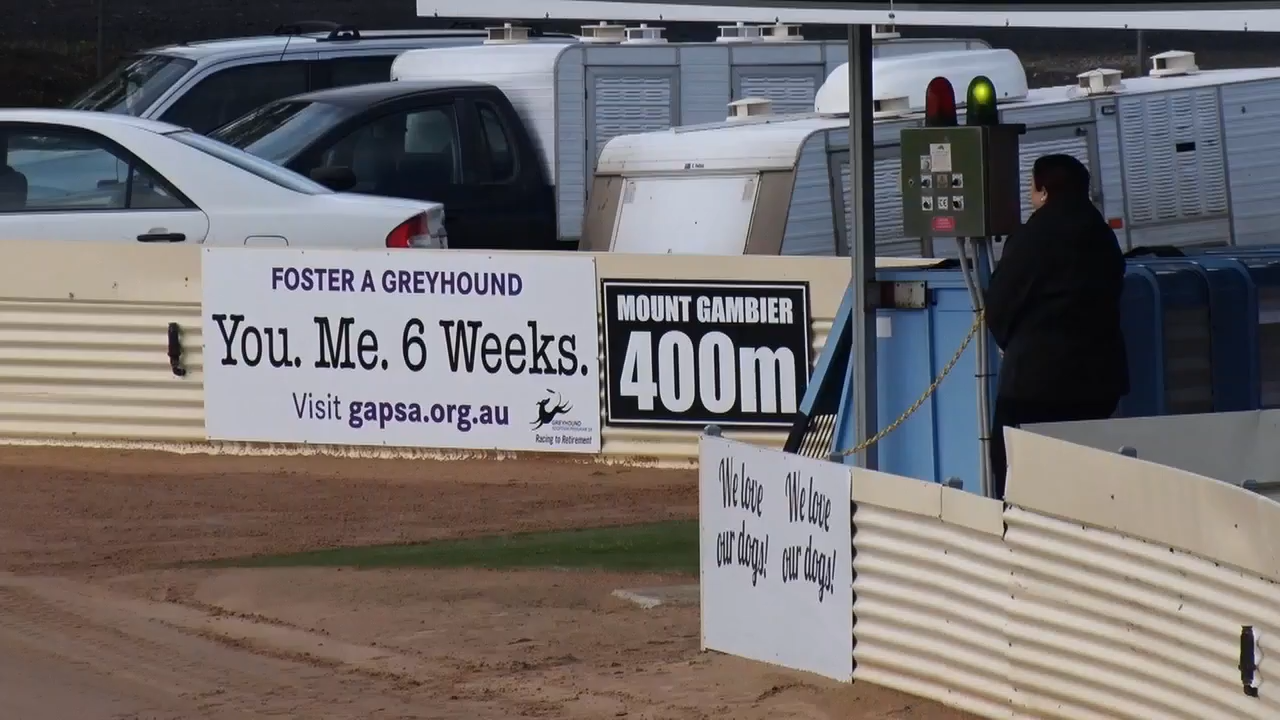 FOSTER A GREYHOUND
You. Me. 6 Weeks.
Visit gapsa.org.au
GREYHOUND
Racing to Retirement
MOUNT GAMBIER
400m
We love
our dogs!
We love
our dogs!